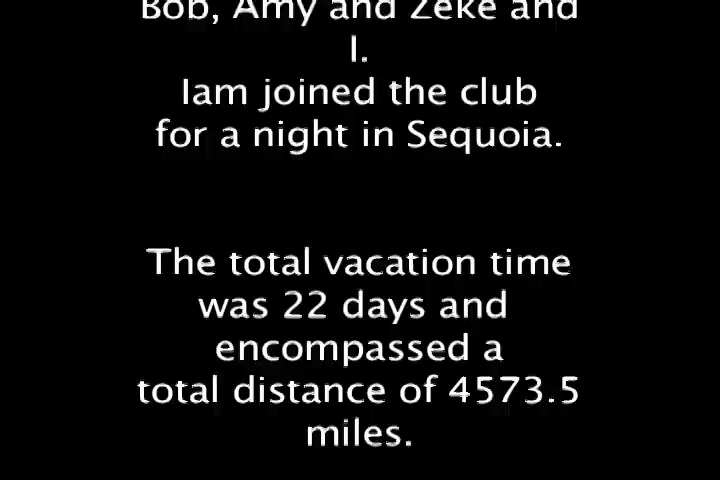 Bob, Amy and Zeke and
I.
Iam joined the club
for a night in Sequoia.
The total vacation time
was 22 days and
encompassed a
total distance of 4573.5
miles.